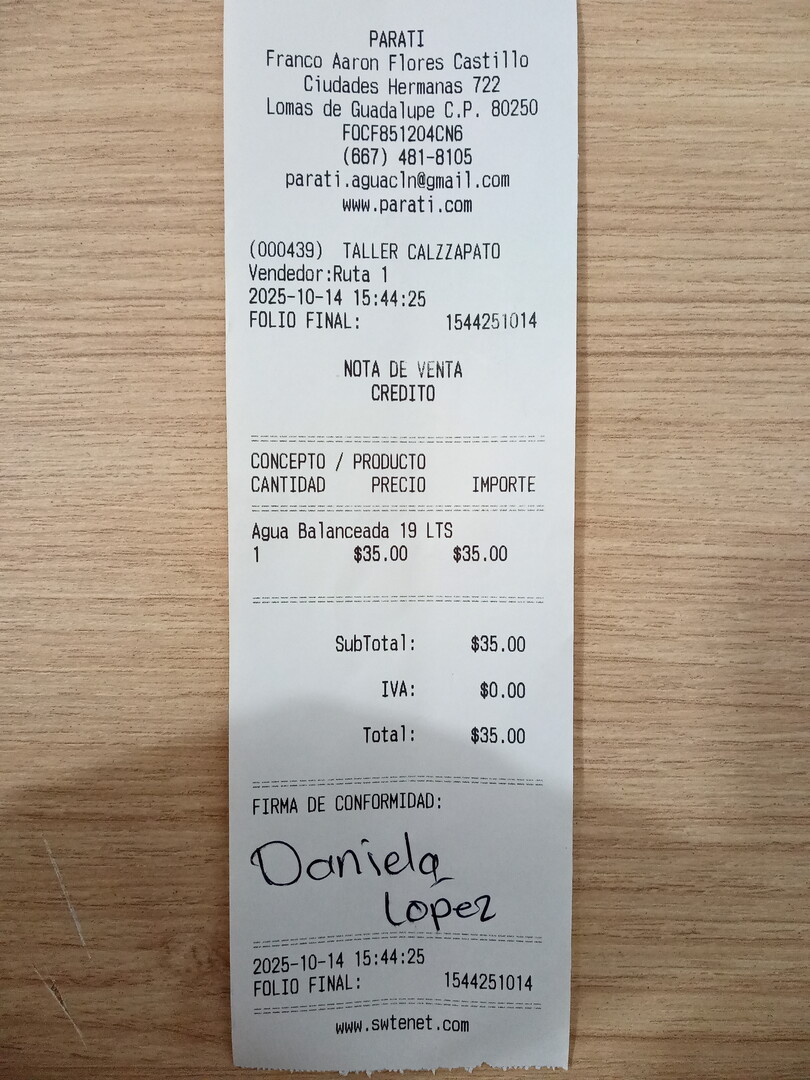 PARATI
Franco Aaron Flores Castillo
Ciudades Hermanas 722
Lomas de Guadalupe C.P. 80250
FOCF851204CN6
(667) 481-8105
parati.aguacln@gmail.com
www.parati.com
(000439) TALLER CALZZAPATO
Vendedor:Ruta 1
2025-10-14 15:44:25
FOLIO FINAL: 1544251014
NOTA DE VENTA
CREDITO
CONCEPTO / PRODUCTO
CANTIDAD PRECIO IMPORTE
Agua Balanceada 19 LTS
1 $35.00 $35.00
SubTotal: $35.00
IVA: $0.00
Total: $35.00
FIRMA DE CONFORMIDAD:
Daniela
Lopez
2025-10-14 15:44:25
FOLIO FINAL: 1544251014
www.swtenet.com